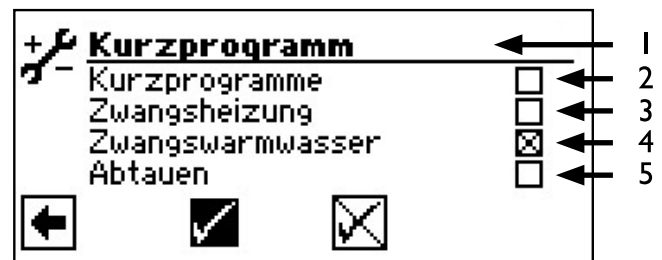 Kurzprogramm 1
Kurzprogramme 2
Zwangsheizung 3
Zwangswarmwasser 4
Abtauen 5